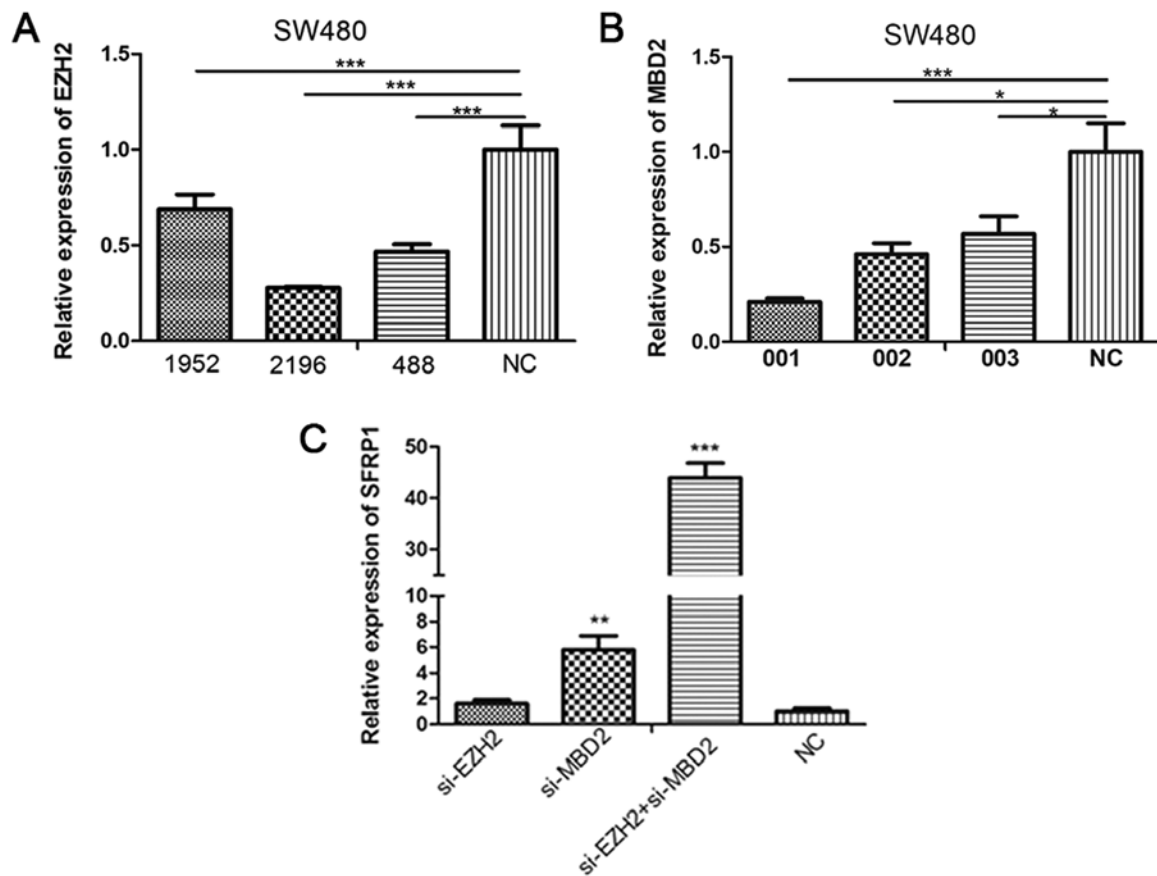 A
SW480
Relative expression of EZH2
1.5
1.0
0.5
0.0
***
***
***
1952 2196 488 NC
B
SW480
Relative expression of MBD2
1.5
1.0
0.5
0.0
***
*
*
001 002 003 NC
C
Relative expression of SFRP1
50
40
30
10
8
6
4
2
0
**
***
si-EZH2
si-MBD2
si-EZH2+si-MBD2
NC